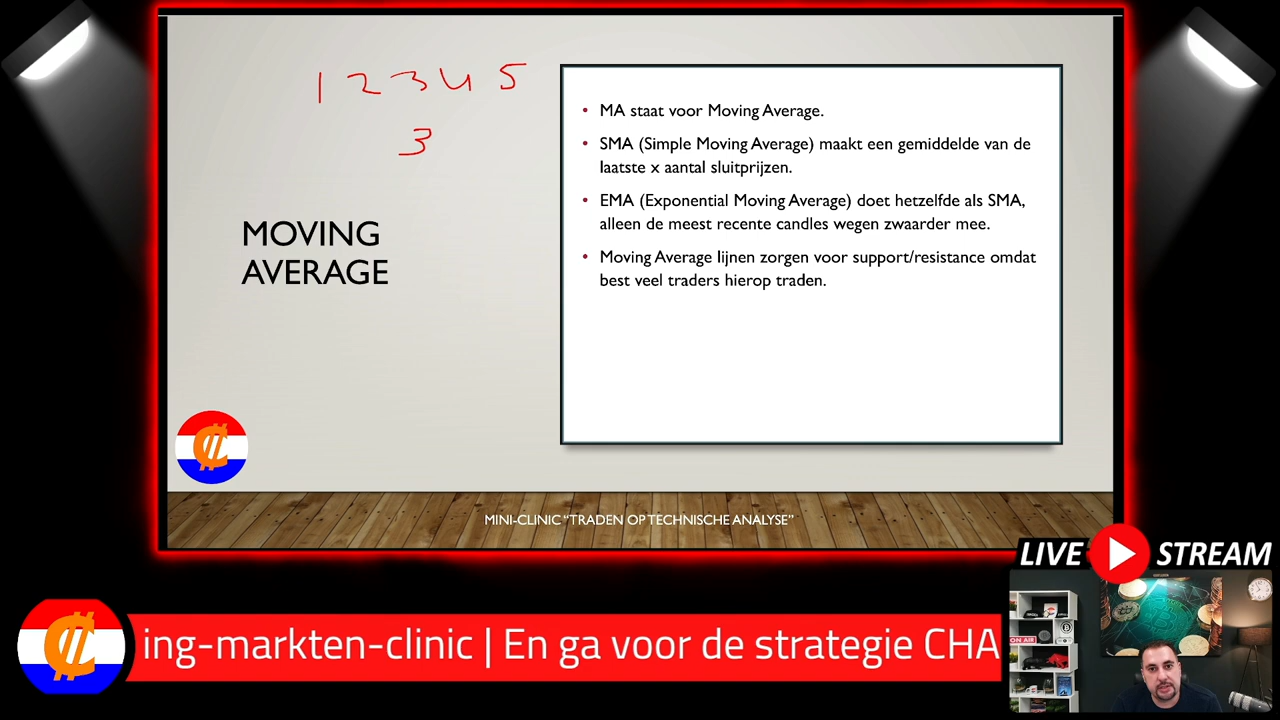 1 2 3 4 5
3
MOVING
AVERAGE
• MA staat voor Moving Average.
• SMA (Simple Moving Average) maakt een gemiddelde van de
laatste x aantal sluitprijzen.
• EMA (Exponential Moving Average) doet hetzelfde als SMA,
alleen de meest recente candles wegen zwaarder mee.
• Moving Average lijnen zorgen voor support/resistance omdat
best veel traders hierop traden.
MINI-CLINIC “TRADEN OP TECHNISCHE ANALYSE”
LIVE STREAM
ON AIR
ing-markten-clinic | En ga voor de strategie CHA